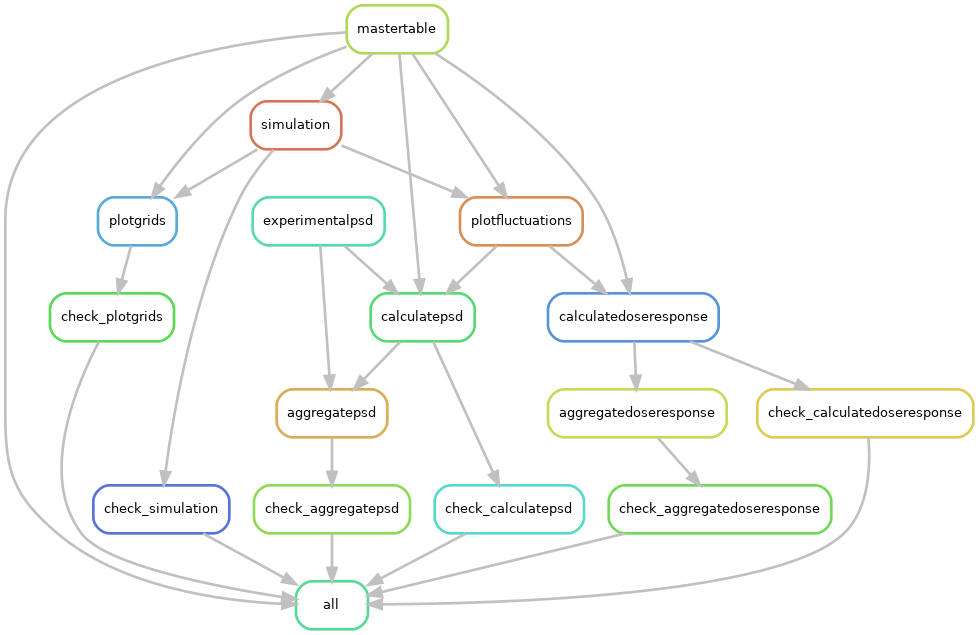 mastertable
simulation
plotgrids
experimentalpsd
plotfluctuations
check_plotgrids
calculatepsd
calculatedoseresponse
aggregatepsd
aggregatedoseresponse
check_calculatedoseresponse
check_simulation
check_aggregatepsd
check_calculatepsd
check_aggregatedoseresponse
all